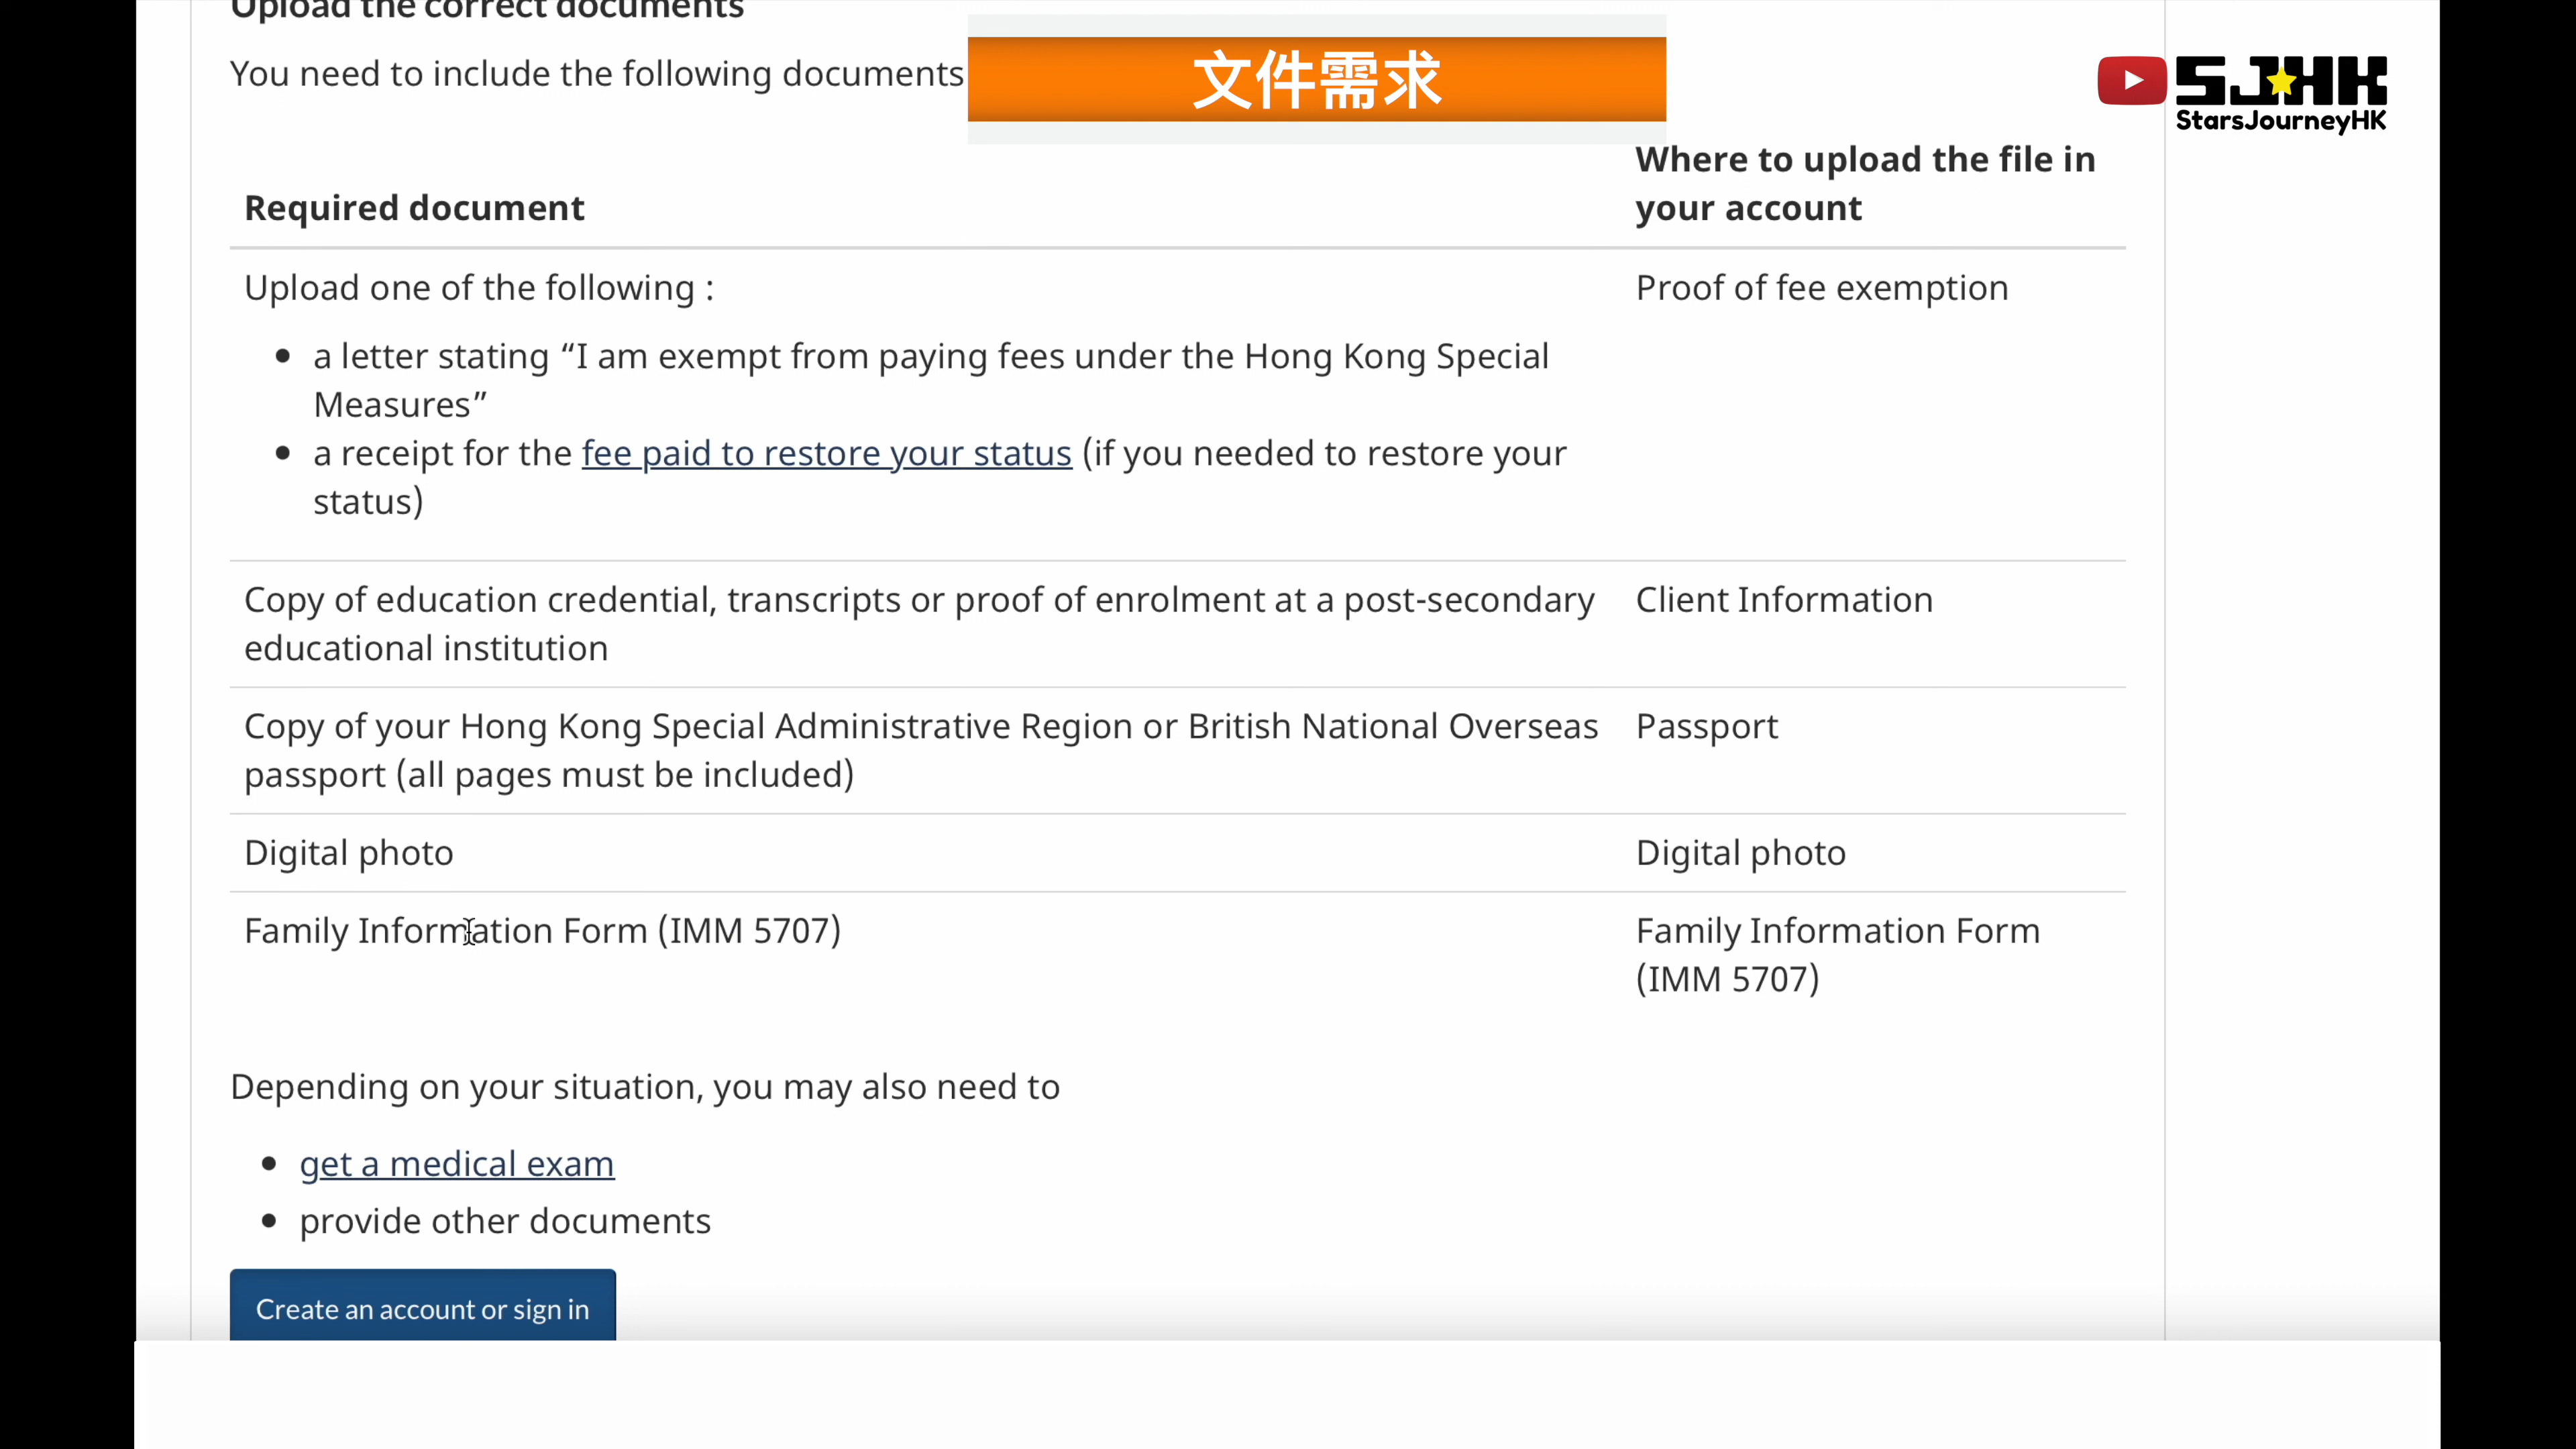 Upload the correct documents
You need to include the following documents
文件需求
SJHK
StarsJourneyHK
Required document
Where to upload the file in
your account
Upload one of the following :
Proof of fee exemption
• a letter stating “I am exempt from paying fees under the Hong Kong Special
Measures”
• a receipt for the fee paid to restore your status (if you needed to restore your
status)
Copy of education credential, transcripts or proof of enrolment at a post-secondary
educational institution
Client Information
Copy of your Hong Kong Special Administrative Region or British National Overseas
passport (all pages must be included)
Passport
Digital photo
Digital photo
Family Information Form (IMM 5707)
Family Information Form
(IMM 5707)
Depending on your situation, you may also need to
• get a medical exam
• provide other documents
Create an account or sign in